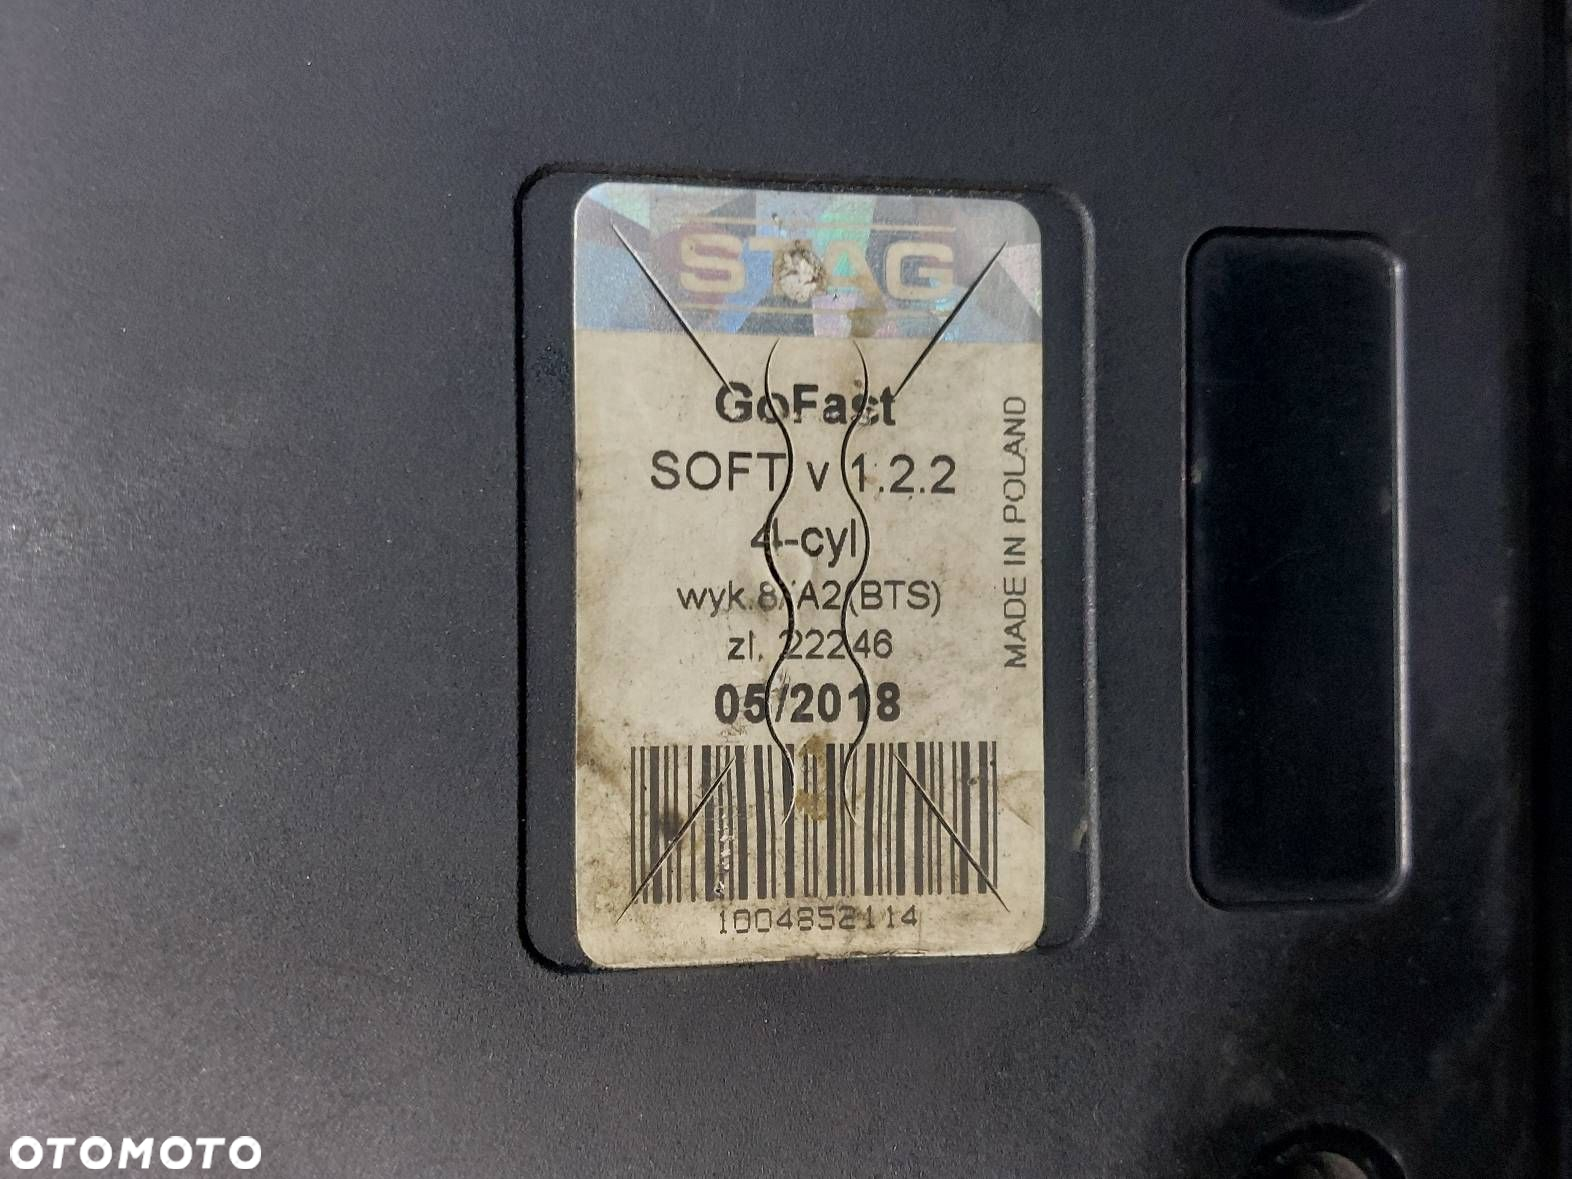 STAG
GoFast
SOFT v 1.2.2
4-cyl
wyk.8/A2(BTS)
zl. 22246
05/2018
1004852114
MADE IN POLAND
OTOMOTO